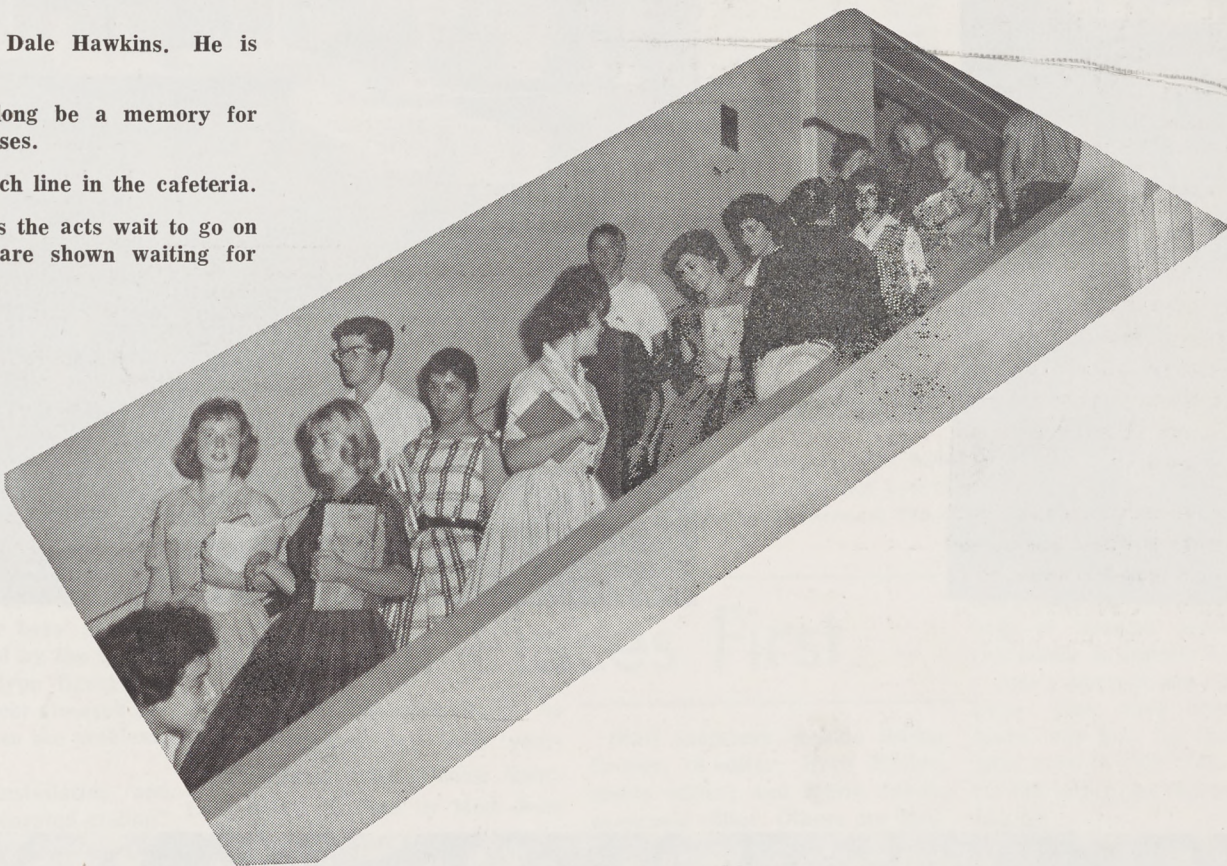 Dale Hawkins. He is
long be a memory for
ses.
ch line in the cafeteria.
s the acts wait to go on
are shown waiting for